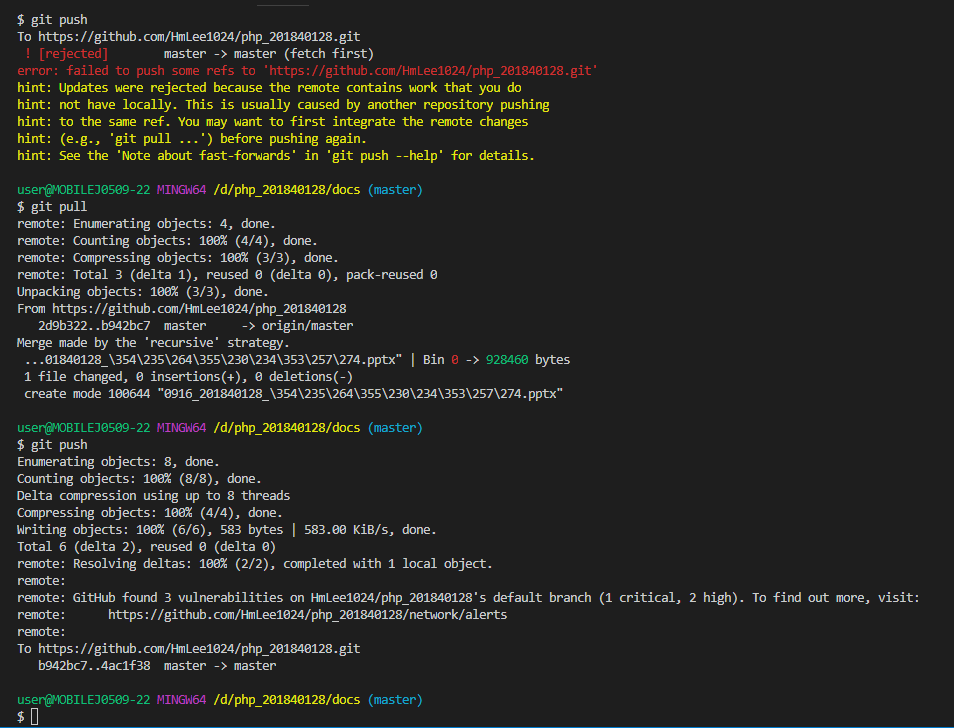 $ git push
To https://github.com/HmLee1024/php_201840128.git
 ! [rejected]        master -> master (fetch first)
error: failed to push some refs to 'https://github.com/HmLee1024/php_201840128.git'
hint: Updates were rejected because the remote contains work that you do
hint: not have locally. This is usually caused by another repository pushing
hint: to the same ref. You may want to first integrate the remote changes
hint: (e.g., 'git pull ...') before pushing again.
hint: See the 'Note about fast-forwards' in 'git push --help' for details.
user@MOBILEJ0509-22 MINGW64 /d/php_201840128/docs (master)
$ git pull
remote: Enumerating objects: 4, done.
remote: Counting objects: 100% (4/4), done.
remote: Compressing objects: 100% (3/3), done.
remote: Total 3 (delta 1), reused 0 (delta 0), pack-reused 0
Unpacking objects: 100% (3/3), done.
From https://github.com/HmLee1024/php_201840128
   2d9b322..b942bc7  master     -> origin/master
Merge made by the 'recursive' strategy.
 ...01840128_\354\235\264\355\230\234\353\257\274.pptx" | Bin 0 -> 928460 bytes
 1 file changed, 0 insertions(+), 0 deletions(-)
 create mode 100644 "0916_201840128_\354\235\264\355\230\234\353\257\274.pptx"
user@MOBILEJ0509-22 MINGW64 /d/php_201840128/docs (master)
$ git push
Enumerating objects: 8, done.
Counting objects: 100% (8/8), done.
Delta compression using up to 8 threads
Compressing objects: 100% (4/4), done.
Writing objects: 100% (6/6), 583 bytes | 583.00 KiB/s, done.
Total 6 (delta 2), reused 0 (delta 0)
remote: Resolving deltas: 100% (2/2), completed with 1 local object.
remote:
remote: GitHub found 3 vulnerabilities on HmLee1024/php_201840128's default branch (1 critical, 2 high). To find out more, visit:
remote:      https://github.com/HmLee1024/php_201840128/network/alerts
remote:
To https://github.com/HmLee1024/php_201840128.git
   b942bc7..4ac1f38  master -> master
user@MOBILEJ0509-22 MINGW64 /d/php_201840128/docs (master)
$